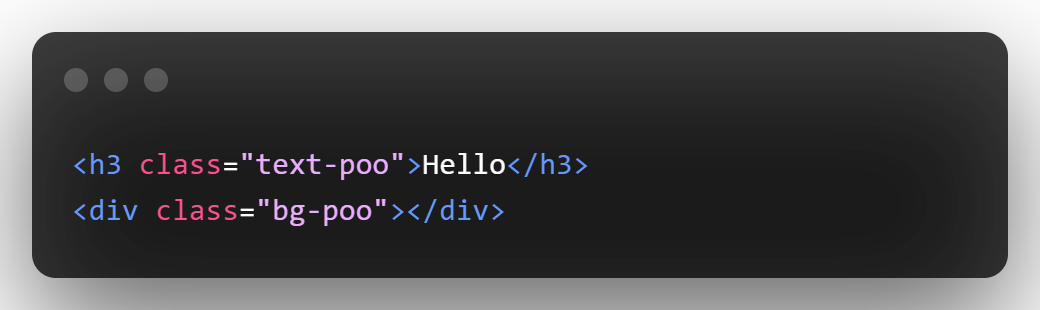 <h3 class="text-poo">Hello</h3>
<div class="bg-poo"></div>